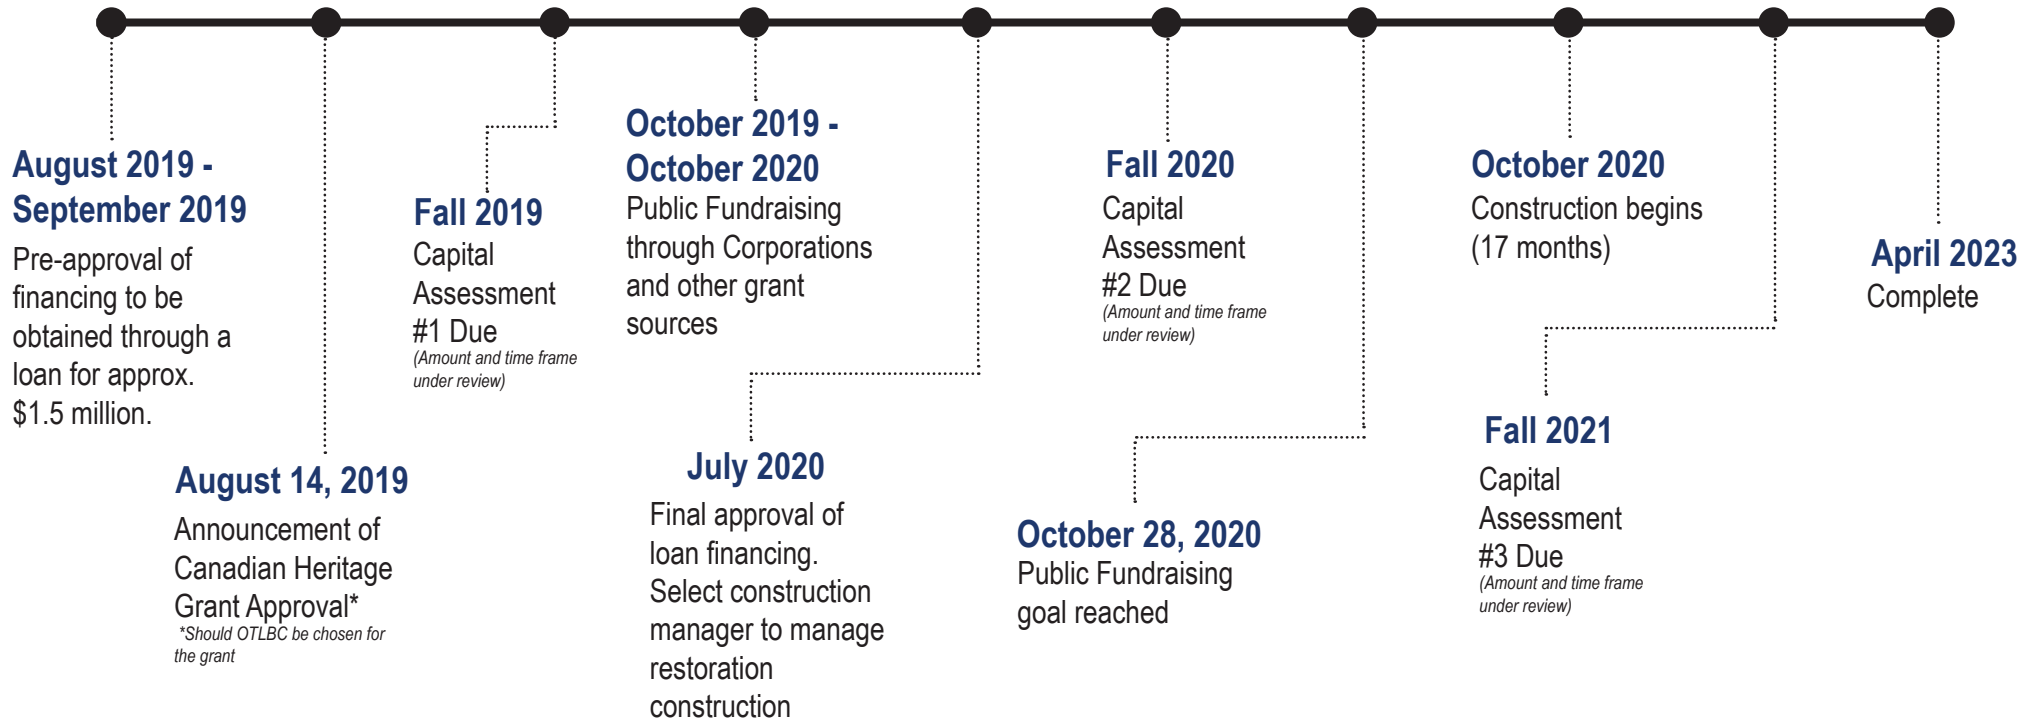 August 2019 -
September 2019
Pre-approval of
financing to be
obtained through a
loan for approx.
$1.5 million.
August 14, 2019
Announcement of
Canadian Heritage
Grant Approval*
*Should OTLBC be chosen for
the grant
Fall 2019
Capital
Assessment
#1 Due
(Amount and time frame
under review)
October 2019 -
October 2020
Public Fundraising
through Corporations
and other grant
sources
July 2020
Final approval of
loan financing.
Select construction
manager to manage
restoration
construction
Fall 2020
Capital
Assessment
#2 Due
(Amount and time frame
under review)
October 28, 2020
Public Fundraising
goal reached
October 2020
Construction begins
(17 months)
Fall 2021
Capital
Assessment
#3 Due
(Amount and time frame
under review)
April 2023
Complete